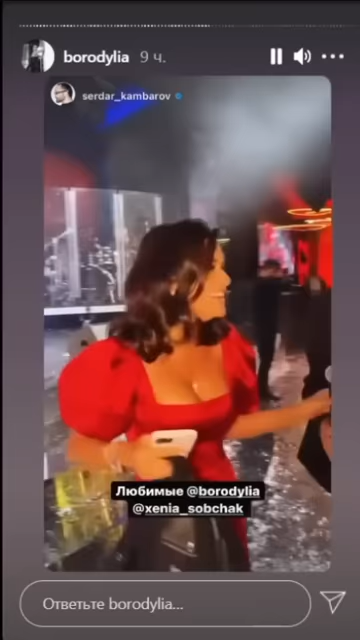 borodylia 9 ч.
serdar_kambarov
Любимые @borodylia
@xenia_sobchak
Ответьте borodylia...